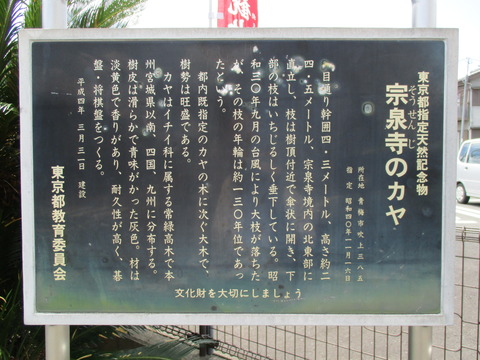 東京都指定天然記念物
そうせんじ
宗泉寺のカヤ
所在地 青梅市吹上三八五
指定 昭和四〇年一一月一六日
目通り幹囲四・三メートル、高さ約二
四・五メートル、宗泉寺境内の北東部に
直立し、枝は樹頂付近で傘状に開き、下
部の枝はいちじるしく垂下している。昭
和三〇年九月の台風により大枝が落ちた
が、その枝の年輪は約一三〇年位であっ
たという。
都内既指定のカヤの木に次ぐ大木で、
樹勢は旺盛である。
カヤはイチイ科に属する常緑高木で本
州宮城県以南、四国、九州に分布する。
樹皮は滑らかで青味がかった灰色。材は
淡黄色で香りがあり、耐久性が高く、碁
盤・将棋盤をつくる。
平成四年三月三一日 建設
東京都教育委員会
文化財を大切にしましょう